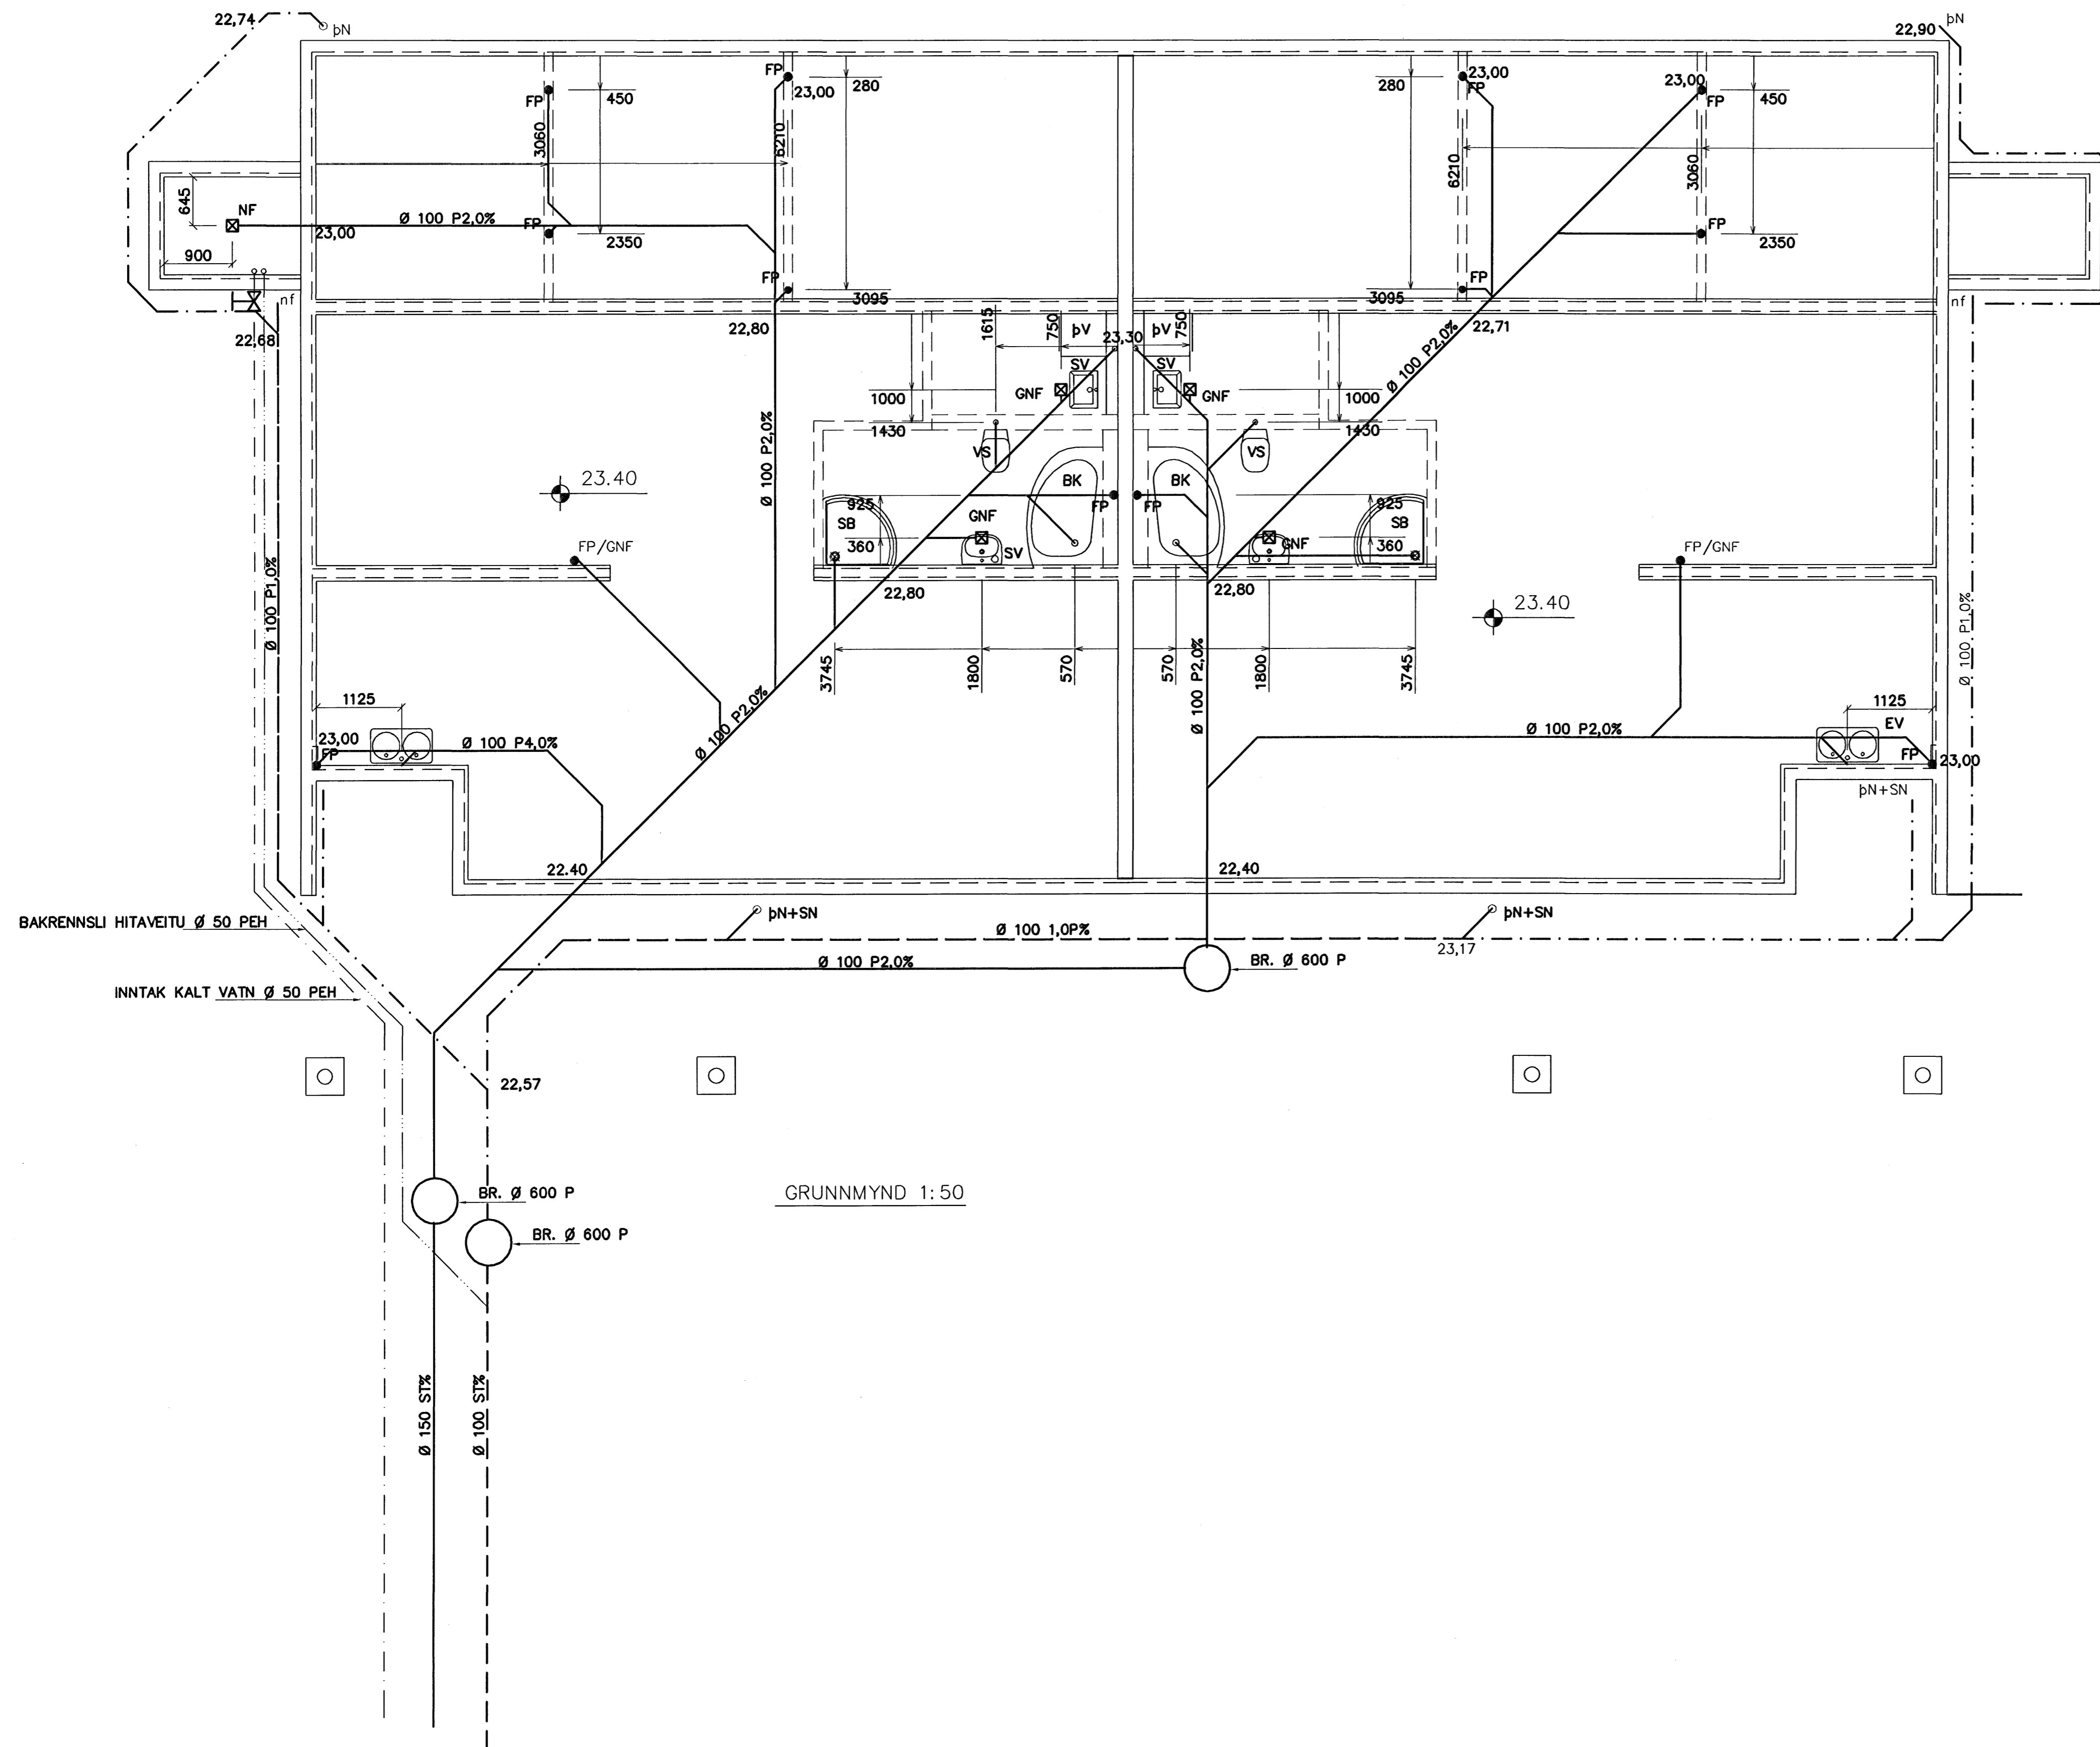 22,74
þN
22,90
þN
FP
23,00
280
FP
450
3060
6210
280
23,00
FP
23,00
FP
450
6210
3060
645
NF
Ø 100 P2,0%
23,00
FP
2350
900
FP
3095
FP
3095
FP
2350
nf
22,68
22,80
1615
750
þV
23,30
þV
750
22,71
nf
SV
SV
GNF
GNF
1000
1430
1000
1430
Ø 100 P2,0%
VS
VS
Ø 100 P2,0%
23.40
BK
BK
925
FP
FP
925
SB
GNF
SB
360
SV
GNF
360
FP/GNF
FP/GNF
22,80
22,80
23.40
Ø 100 P1,0%
Ø 100 P1,0%
3745
1800
570
570
1800
3745
Ø 100 P2,0%
Ø 100 P2,0%
1125
1125
23,00
FP
Ø 100 P4,0%
Ø 100 P2,0%
EV
FP
23,00
þN+SN
22.40
22,40
BAKRENNSLI HITAVEITU Ø 50 PEH
þN+SN
Ø 100 1,0P%
þN+SN
23,17
Ø 100 P2,0%
BR. Ø 600 P
INNTAK KALT VATN Ø 50 PEH
22,57
BR. Ø 600 P
GRUNNMYND 1:50
BR. Ø 600 P
Ø 150 ST%
Ø 100 ST%